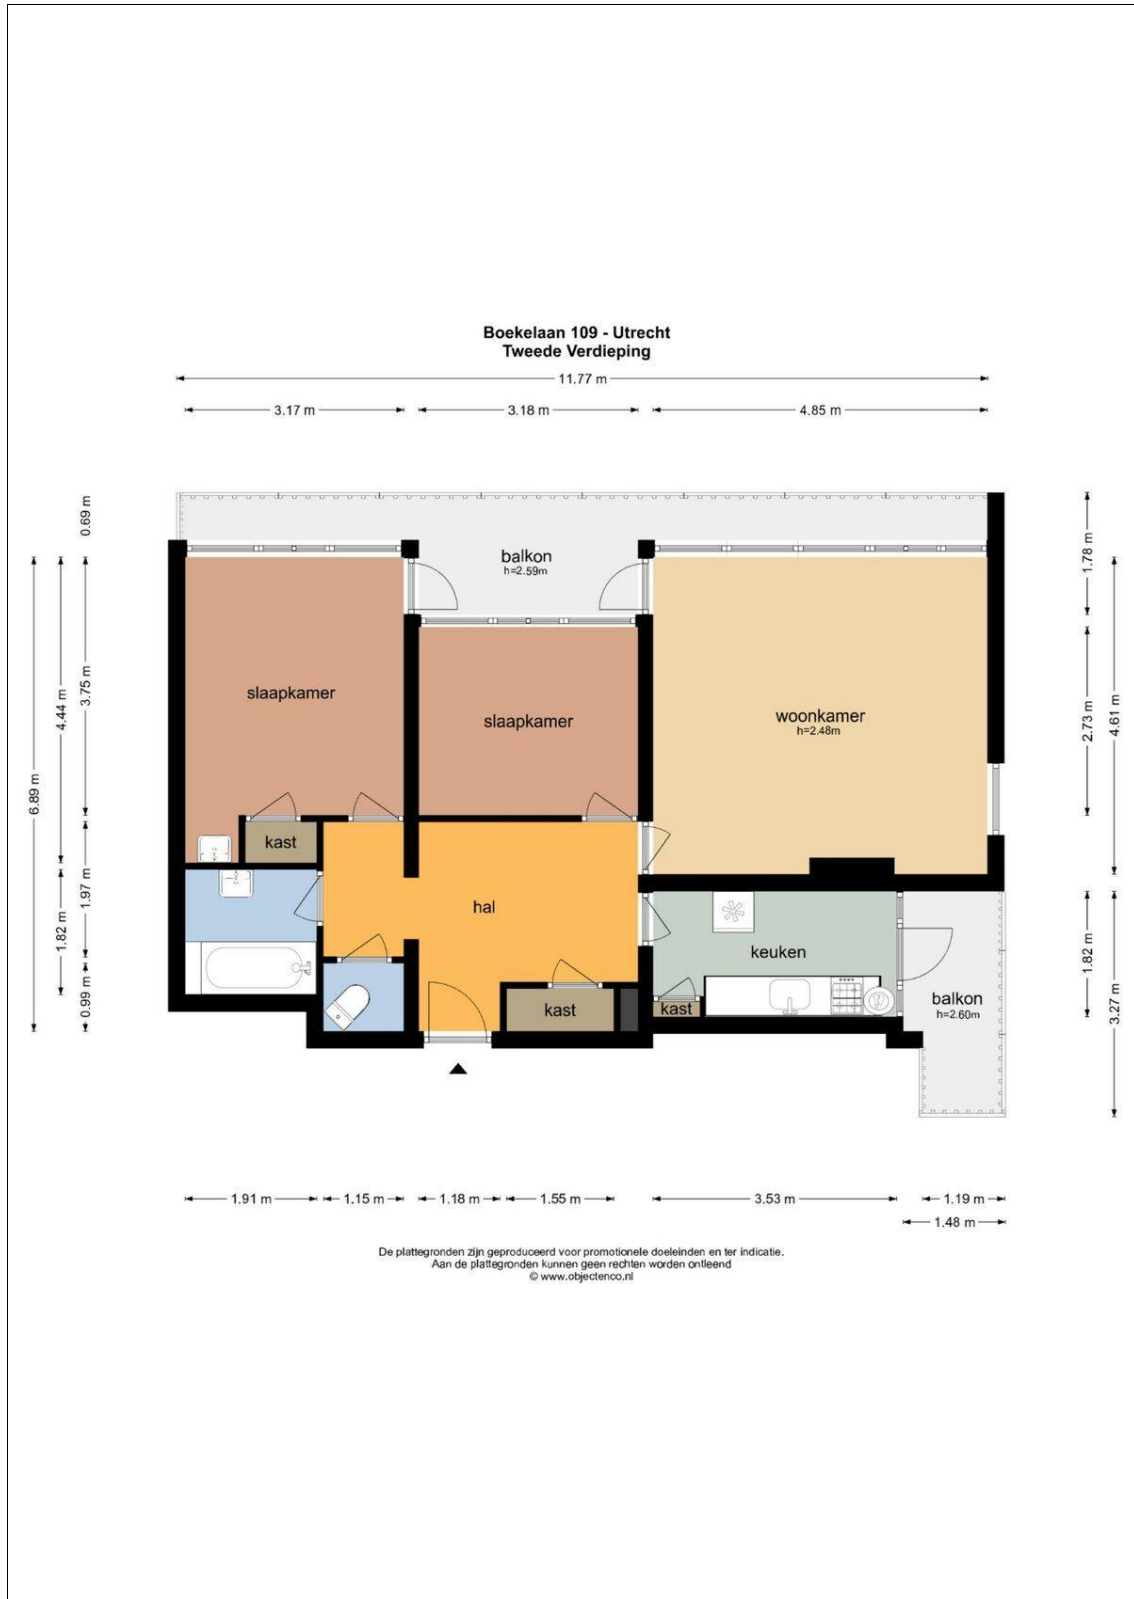 Boekelaan 109 - Utrecht
Tweede Verdieping
11.77 m
3.17 m
3.18 m
4.85 m
0.69 m
6.89 m
4.44 m
3.75 m
1.97 m
1.82 m
0.99 m
balkon
h=2.59m
slaapkamer
slaapkamer
woonkamer
h=2.48m
kast
hal
keuken
kast
kast
balkon
h=2.60m
1.78 m
2.73 m
4.61 m
1.82 m
3.27 m
1.91 m
1.15 m
1.18 m
1.55 m
3.53 m
1.19 m
1.48 m
De plattegronden zijn geproduceerd voor promotionele doeleinden en ter indicatie.
Aan de plattegronden kunnen geen rechten worden ontleend
© www.objectenco.nl